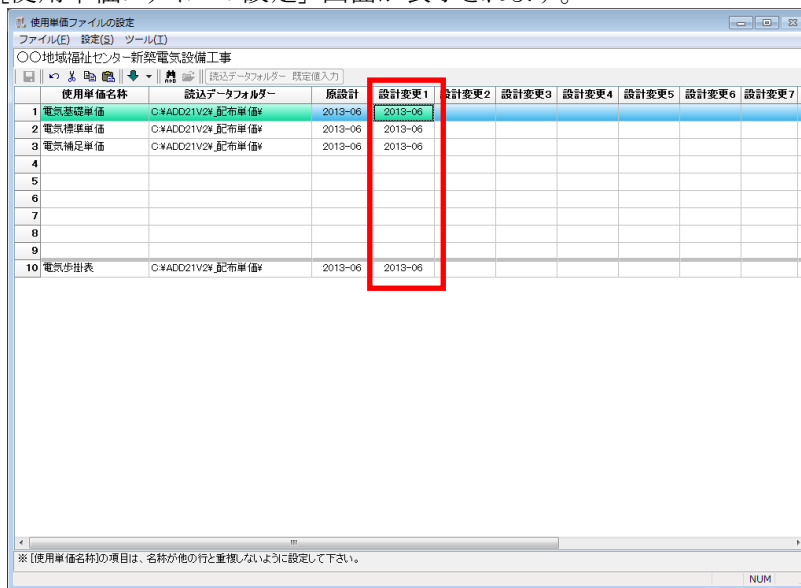 [使用単価ファイルの設定] 画面が表示されます。
使用単価ファイルの設定
ファイル(F) 設定(S) ツール(T)
〇〇地域福祉センター新築電気設備工事
読込データフォルダー 既定値入力
使用単価名称 読込データフォルダー 原設計 設計変更1 設計変更2 設計変更3 設計変更4 設計変更5 設計変更6 設計変更7
1 電気基礎単価 C:¥ADD21V2¥_配布単価¥ 2013-06 2013-06
2 電気標準単価 C:¥ADD21V2¥_配布単価¥ 2013-06 2013-06
3 電気補足単価 C:¥ADD21V2¥_配布単価¥ 2013-06 2013-06
4
5
6
7
8
9
10 電気歩掛表 C:¥ADD21V2¥_配布単価¥ 2013-06 2013-06
※ [使用単価名称]の項目は、名称が他の行と重複しないように設定して下さい。
NUM